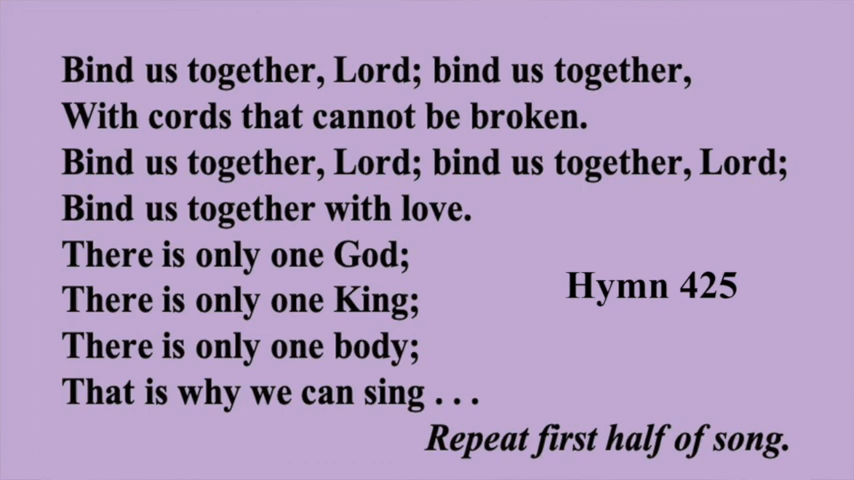 Bind us together, Lord; bind us together,
With cords that cannot be broken.
Bind us together, Lord; bind us together, Lord;
Bind us together with love.
There is only one God;
There is only one King;
There is only one body;
That is why we can sing . . .
Hymn 425
Repeat first half of song.